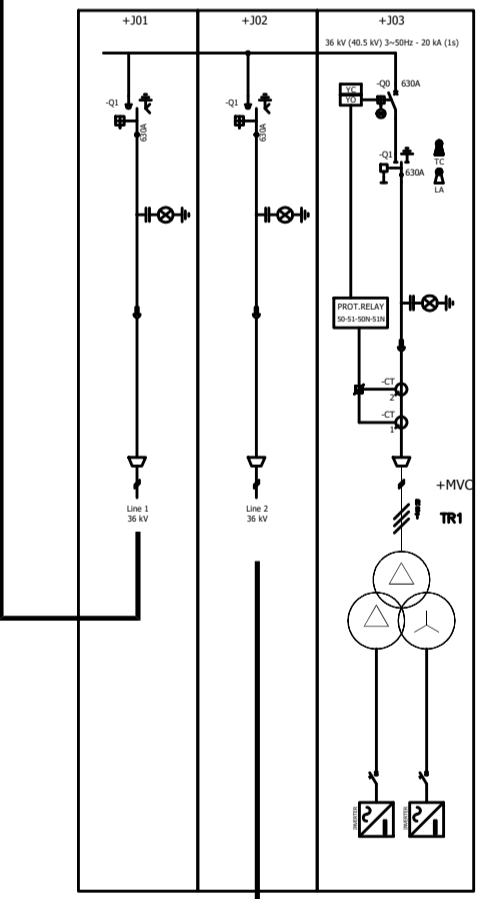 +J01
+J02
+J03
36 kV (40.5 kV) 3~50Hz - 20 kA (1s)
-Q1
630A
-Q1
630A
YC
YO
-Q0
630A
-Q1
630A
TC
LA
PROT.RELAY
50-51-50N-51N
-CT
2
-CT
1
Line 1
36 kV
Line 2
36 kV
+MVC
TR1
INVERTER
INVERTER